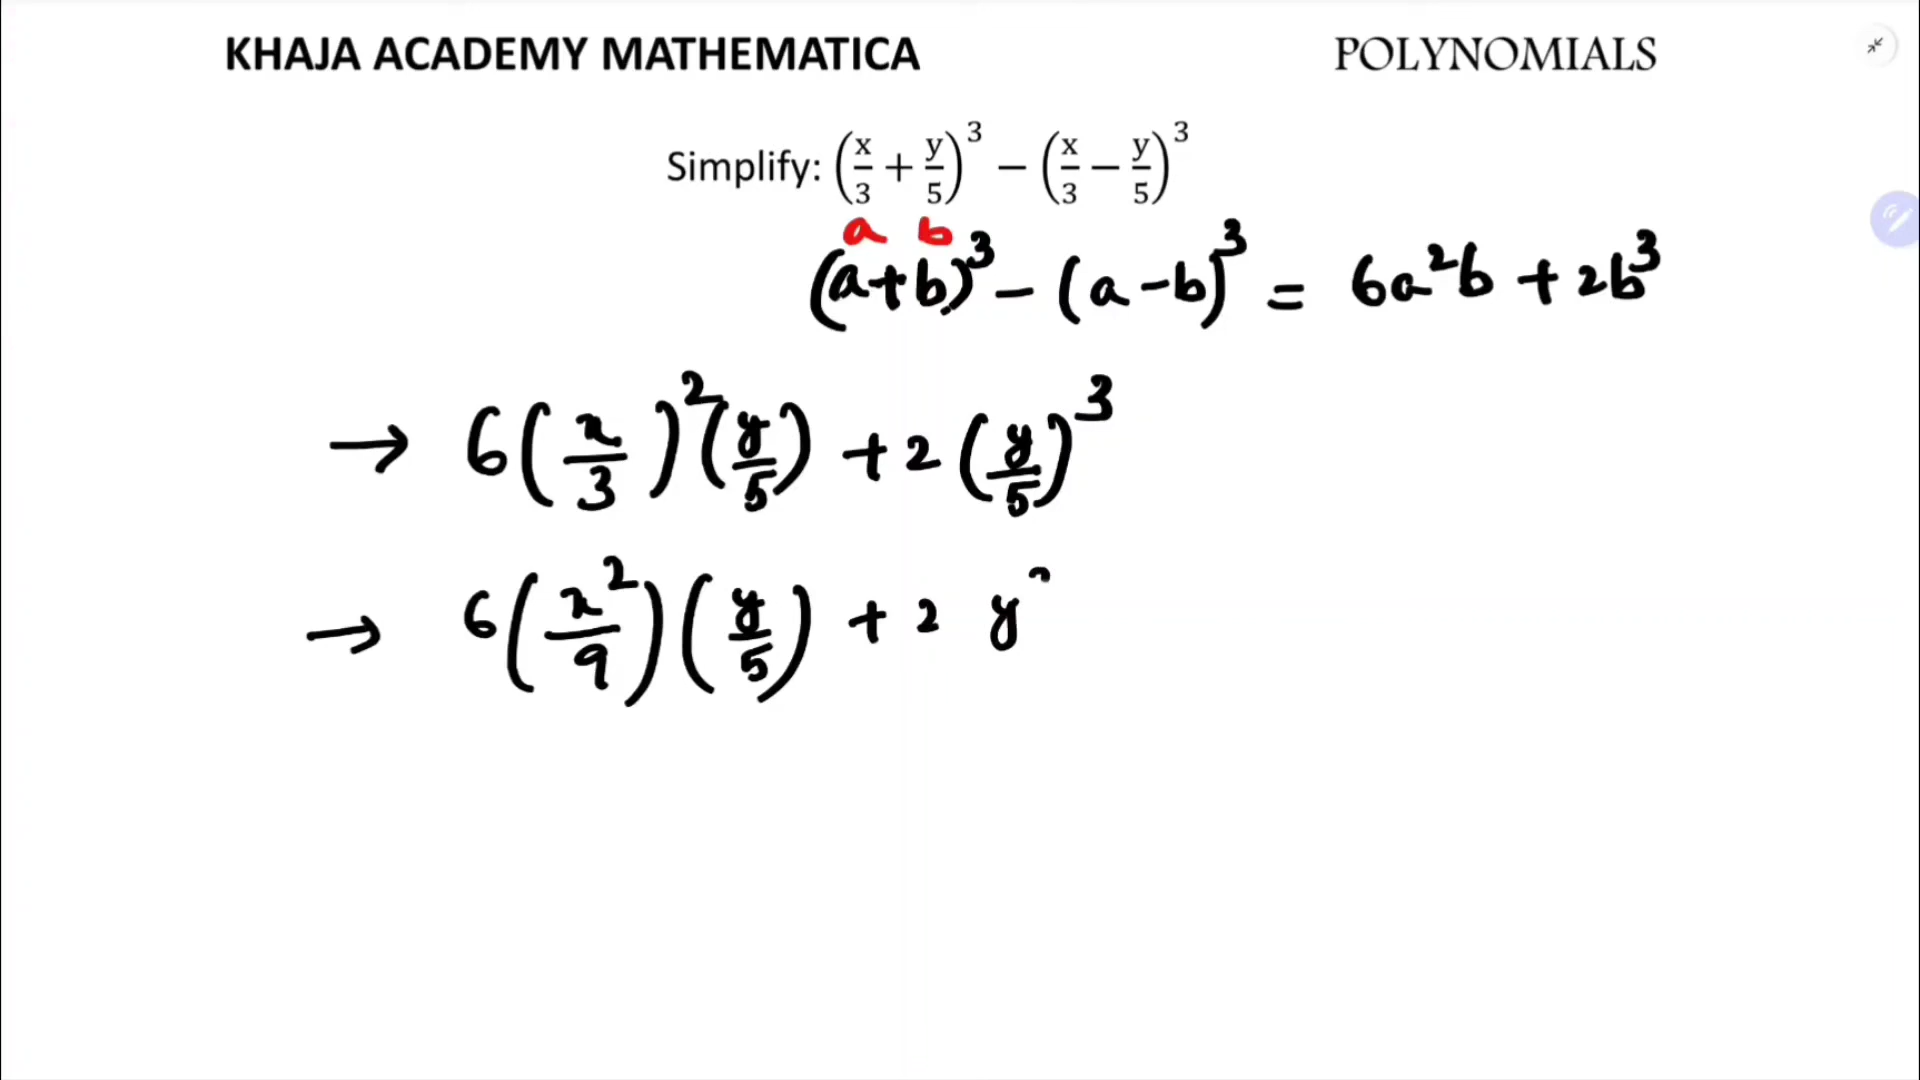 KHAJA ACADEMY MATHEMATICA POLYNOMIALS
Simplify: (x/3 + y/5)³ − (x/3 − y/5)³
a b
(a+b)³ − (a−b)³ = 6a²b + 2b³
→ 6(x/3)²(y/5) + 2(y/5)³
→ 6(x²/9)(y/5) + 2 y